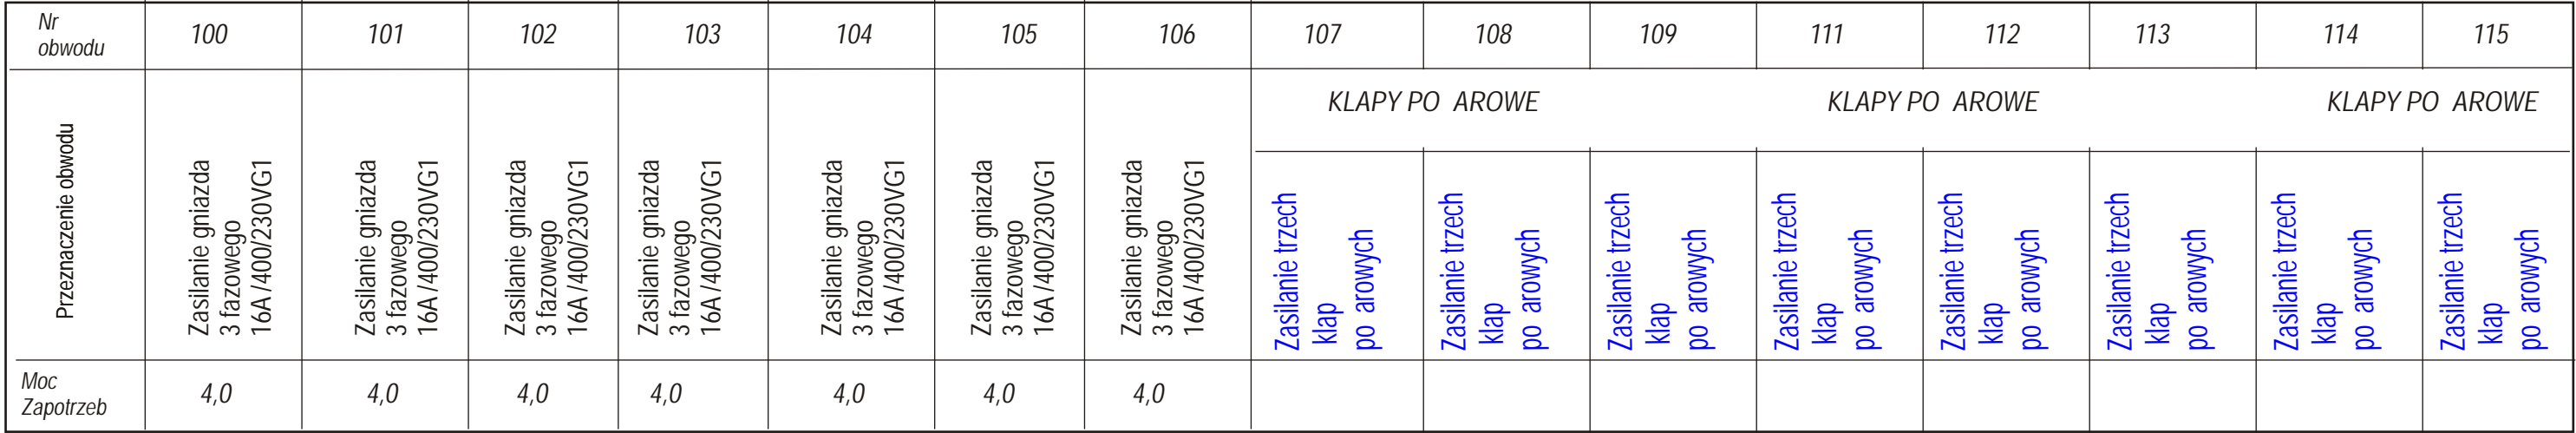 Nr
obwodu
100
101
102
103
104
105
106
107
108
109
111
112
113
114
115
Przeznaczenie obwodu
KLAPY PO AROWE
KLAPY PO AROWE
KLAPY PO AROWE
Zasilanie gniazda
3 fazowego
16A /400/230VG1
Zasilanie gniazda
3 fazowego
16A /400/230VG1
Zasilanie gniazda
3 fazowego
16A /400/230VG1
Zasilanie gniazda
3 fazowego
16A /400/230VG1
Zasilanie gniazda
3 fazowego
16A /400/230VG1
Zasilanie gniazda
3 fazowego
16A /400/230VG1
Zasilanie gniazda
3 fazowego
16A /400/230VG1
Zasilanie trzech
klap
po arowych
Zasilanie trzech
klap
po arowych
Zasilanie trzech
klap
po arowych
Zasilanie trzech
klap
po arowych
Zasilanie trzech
klap
po arowych
Zasilanie trzech
klap
po arowych
Zasilanie trzech
klap
po arowych
Zasilanie trzech
klap
po arowych
Moc
Zapotrzeb
4,0
4,0
4,0
4,0
4,0
4,0
4,0